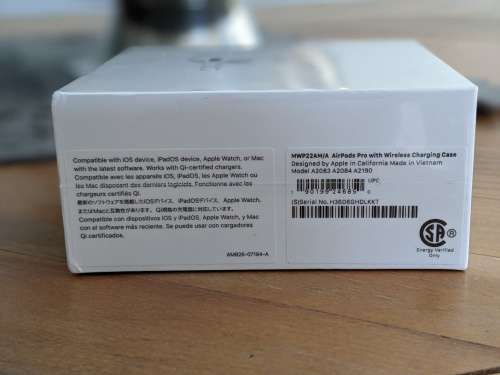 Compatible with iOS device, iPadOS device, Apple Watch, or Mac
with the latest software. Works with Qi-certified chargers.
Compatible avec les appareils iOS, iPadOS, Apple Watch ou
les Mac disposant des derniers logiciels. Fonctionne avec les
chargeurs certifiés QI.
最新のソフトウェアを搭載したiOSデバイス、iPadOSデバイス、Apple Watch、
またはMacと互換性があります。Qi規格の充電器に対応しています。
Compatible con dispositivos iOS y iPadOS, Apple Watch, y Mac
con el software más reciente. Se puede usar con cargadores
Qi certificados.
AM926-07184-A
MWP22AM/A AirPods Pro with Wireless Charging Case
Designed by Apple in California Made in Vietnam
Model A2083 A2084 A2190
UPC
(S)Serial No. H36D6GHDLKKT
SA
Energy Verified
Only